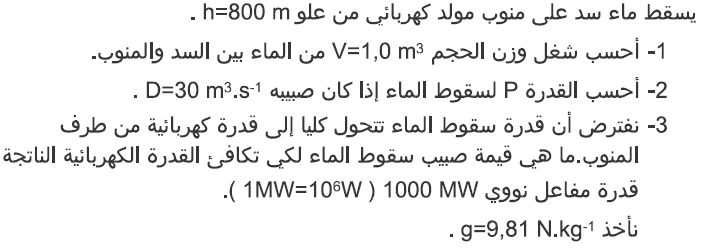 يسقط ماء سد على منوب مولد كهربائي من علو h=800 m .
1- أحسب شغل وزن الحجم V=1,0 m³ من الماء بين السد والمنوب.
2- أحسب القدرة P لسقوط الماء إذا كان صبيبه D=30 m³.s⁻¹ .
3- نفترض أن قدرة سقوط الماء تتحول كليا إلى قدرة كهربائية من طرف
المنوب.ما هي قيمة صبيب سقوط الماء لكي تكافئ القدرة الكهربائية الناتجة
قدرة مفاعل نووي 1000 MW ( 1MW=10⁶W ).
نأخذ g=9,81 N.kg⁻¹ .